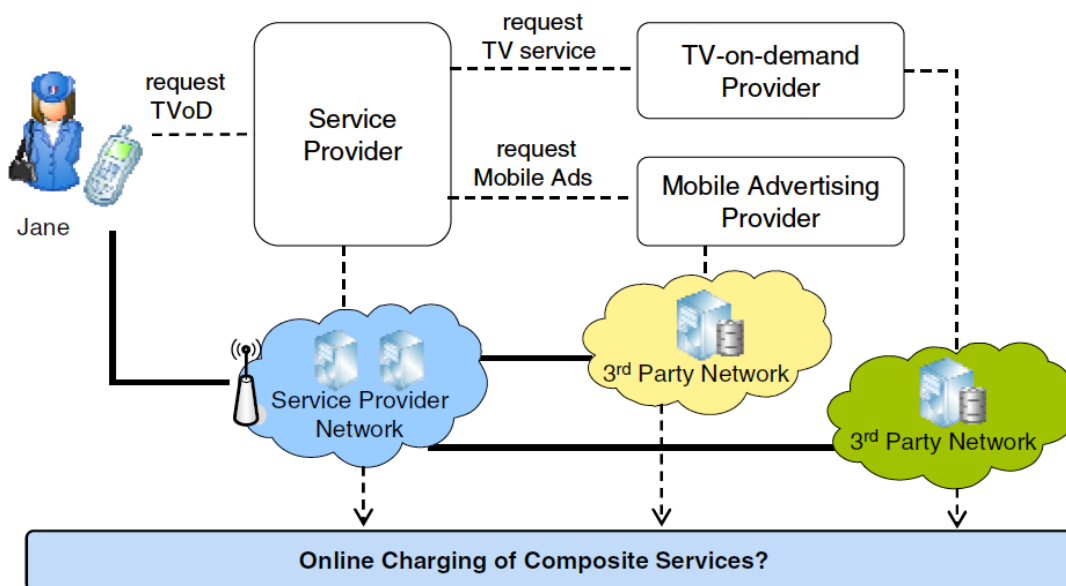 request
TVoD
Jane
Service
Provider
request
TV service
request
Mobile Ads
TV-on-demand
Provider
Mobile Advertising
Provider
Service Provider
Network
3rd Party Network
3rd Party Network
Online Charging of Composite Services?